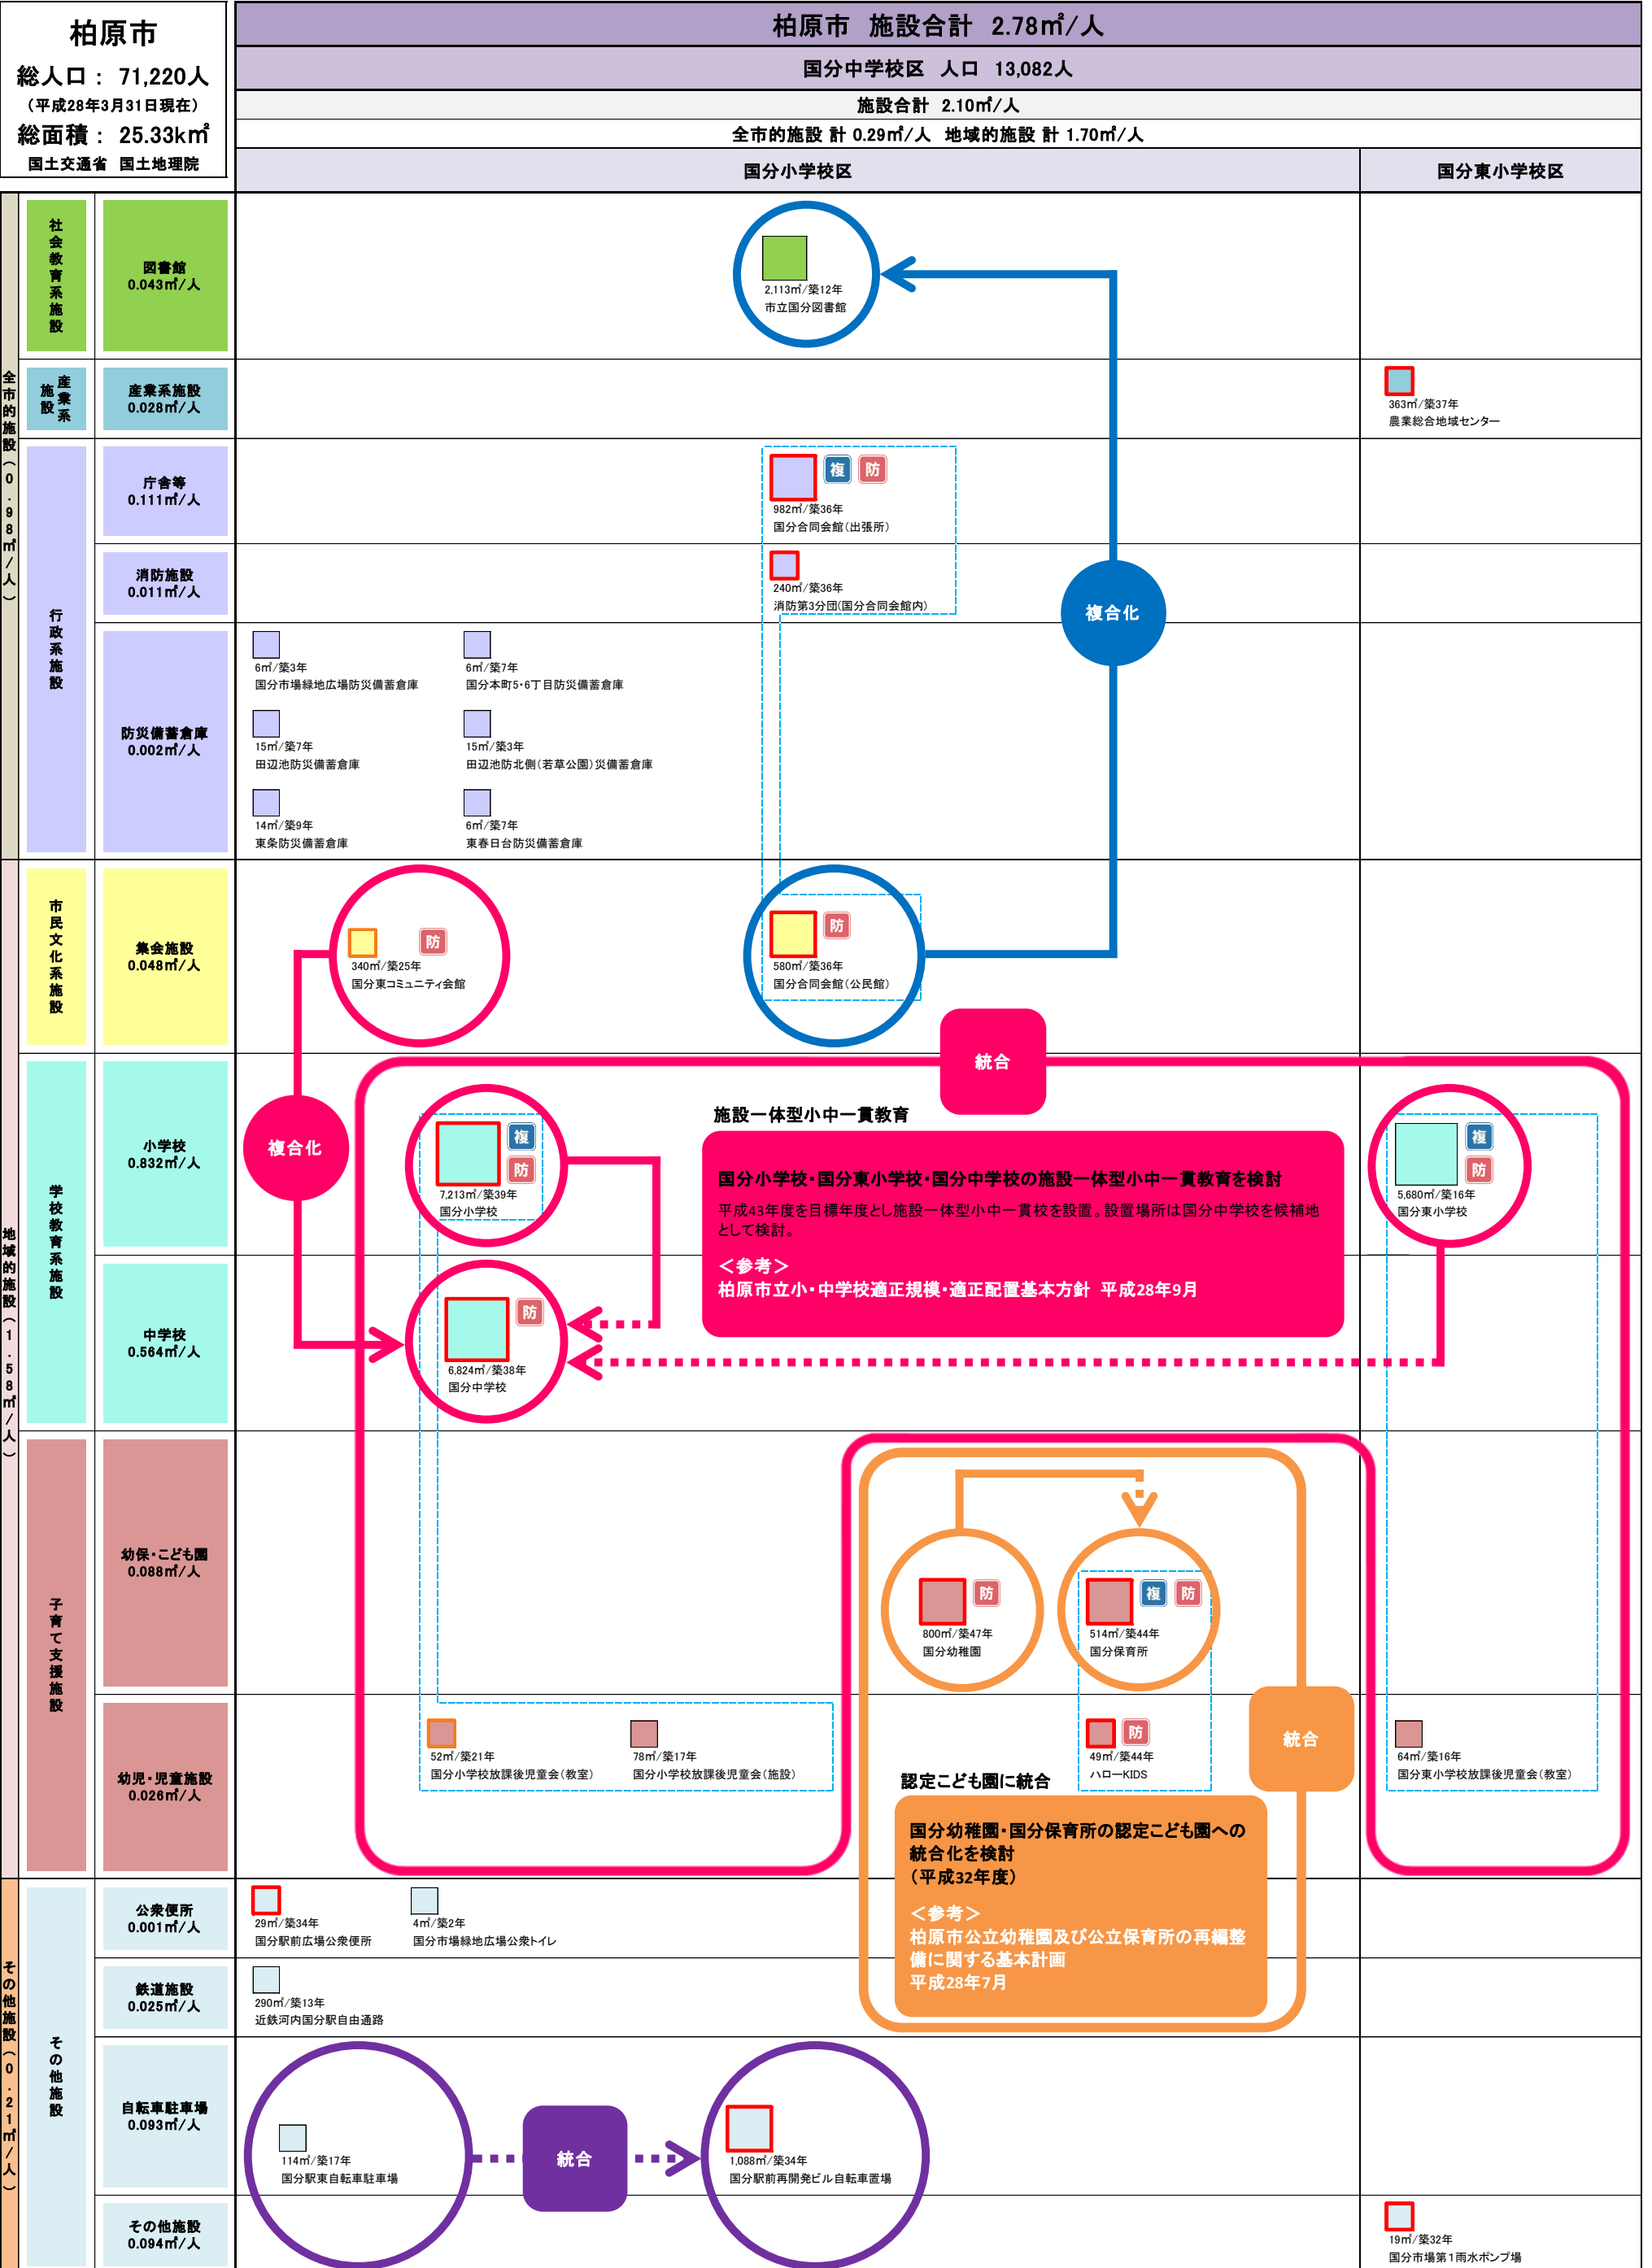 柏原市
総人口： 71,220人
（平成28年3月31日現在）
総面積： 25.33k㎡
国土交通省 国土地理院
柏原市 施設合計 2.78㎡/人
国分中学校区 人口 13,082人
施設合計 2.10㎡/人
全市的施設 計 0.29㎡/人 地域的施設 計 1.70㎡/人
国分小学校区
国分東小学校区
全市的施設（0.98㎡/人）
社会教育系施設
図書館
0.043㎡/人
2,113㎡/築12年
市立国分図書館
産業系施設
産業系施設
0.028㎡/人
363㎡/築37年
農業総合地域センター
行政系施設
庁舎等
0.111㎡/人
複 防
982㎡/築36年
国分合同会館（出張所）
消防施設
0.011㎡/人
240㎡/築36年
消防第3分団(国分合同会館内)
複合化
防災備蓄倉庫
0.002㎡/人
6㎡/築3年
国分市場緑地広場防災備蓄倉庫
6㎡/築7年
国分本町5・6丁目防災備蓄倉庫
15㎡/築7年
田辺池防災備蓄倉庫
15㎡/築3年
田辺池防北側（若草公園）災備蓄倉庫
14㎡/築9年
東条防災備蓄倉庫
6㎡/築7年
東春日台防災備蓄倉庫
地域的施設（1.58㎡/人）
市民文化系施設
集会施設
0.048㎡/人
防
340㎡/築25年
国分東コミュニティ会館
防
580㎡/築36年
国分合同会館（公民館）
統合
学校教育系施設
小学校
0.832㎡/人
複合化
複
防
7,213㎡/築39年
国分小学校
施設一体型小中一貫教育
国分小学校・国分東小学校・国分中学校の施設一体型小中一貫教育を検討
平成43年度を目標年度とし施設一体型小中一貫校を設置。設置場所は国分中学校を候補地
として検討。
＜参考＞
柏原市立小・中学校適正規模・適正配置基本方針 平成28年9月
複
防
5,680㎡/築16年
国分東小学校
中学校
0.564㎡/人
防
6,824㎡/築38年
国分中学校
子育て支援施設
幼保・こども園
0.088㎡/人
防
800㎡/築47年
国分幼稚園
複 防
514㎡/築44年
国分保育所
幼児・児童施設
0.026㎡/人
52㎡/築21年
国分小学校放課後児童会（教室）
78㎡/築17年
国分小学校放課後児童会（施設）
防
49㎡/築44年
ハローKIDS
統合
64㎡/築16年
国分東小学校放課後児童会（教室）
認定こども園に統合
国分幼稚園・国分保育所の認定こども園への
統合化を検討
（平成32年度）
＜参考＞
柏原市公立幼稚園及び公立保育所の再編整
備に関する基本計画
平成28年7月
その他施設（0.21㎡/人）
その他施設
公衆便所
0.001㎡/人
29㎡/築34年
国分駅前広場公衆便所
4㎡/築2年
国分市場緑地広場公衆トイレ
鉄道施設
0.025㎡/人
290㎡/築13年
近鉄河内国分駅自由通路
自転車駐車場
0.093㎡/人
114㎡/築17年
国分駅東自転車駐車場
統合
1,088㎡/築34年
国分駅前再開発ビル自転車置場
その他施設
0.094㎡/人
19㎡/築32年
国分市場第1雨水ポンプ場